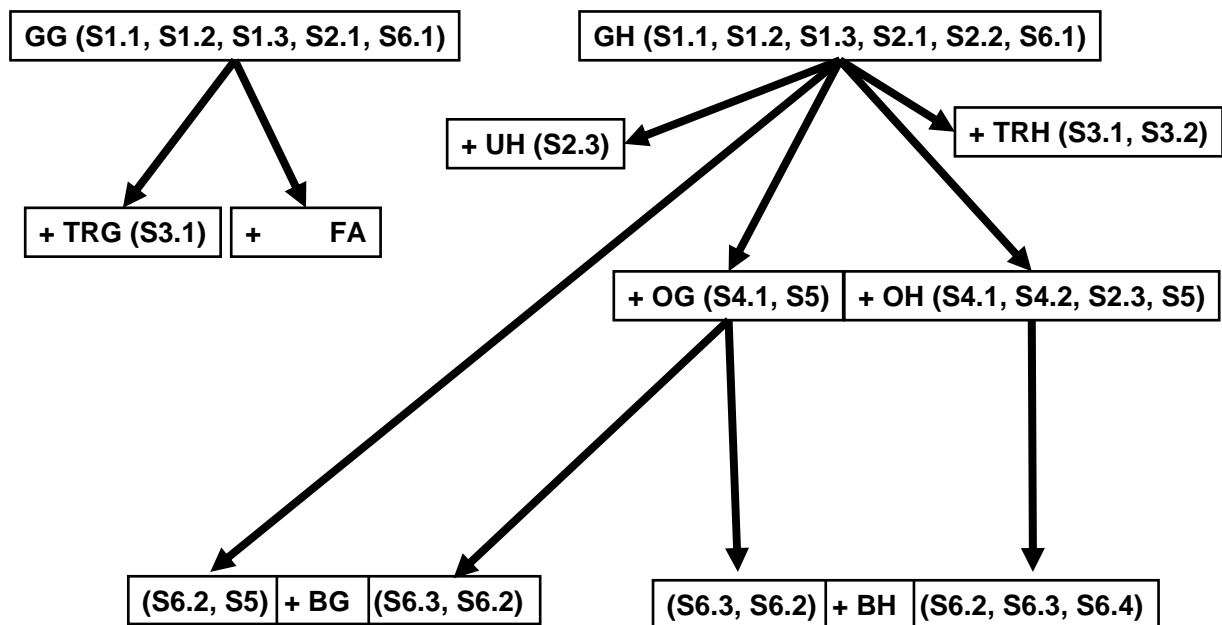 GG (S1.1, S1.2, S1.3, S2.1, S6.1)
GH (S1.1, S1.2, S1.3, S2.1, S2.2, S6.1)
+ UH (S2.3)
+ TRH (S3.1, S3.2)
+ TRG (S3.1)
+ FA
+ OG (S4.1, S5)
+ OH (S4.1, S4.2, S2.3, S5)
(S6.2, S5)
+ BG
(S6.3, S6.2)
(S6.3, S6.2)
+ BH
(S6.2, S6.3, S6.4)